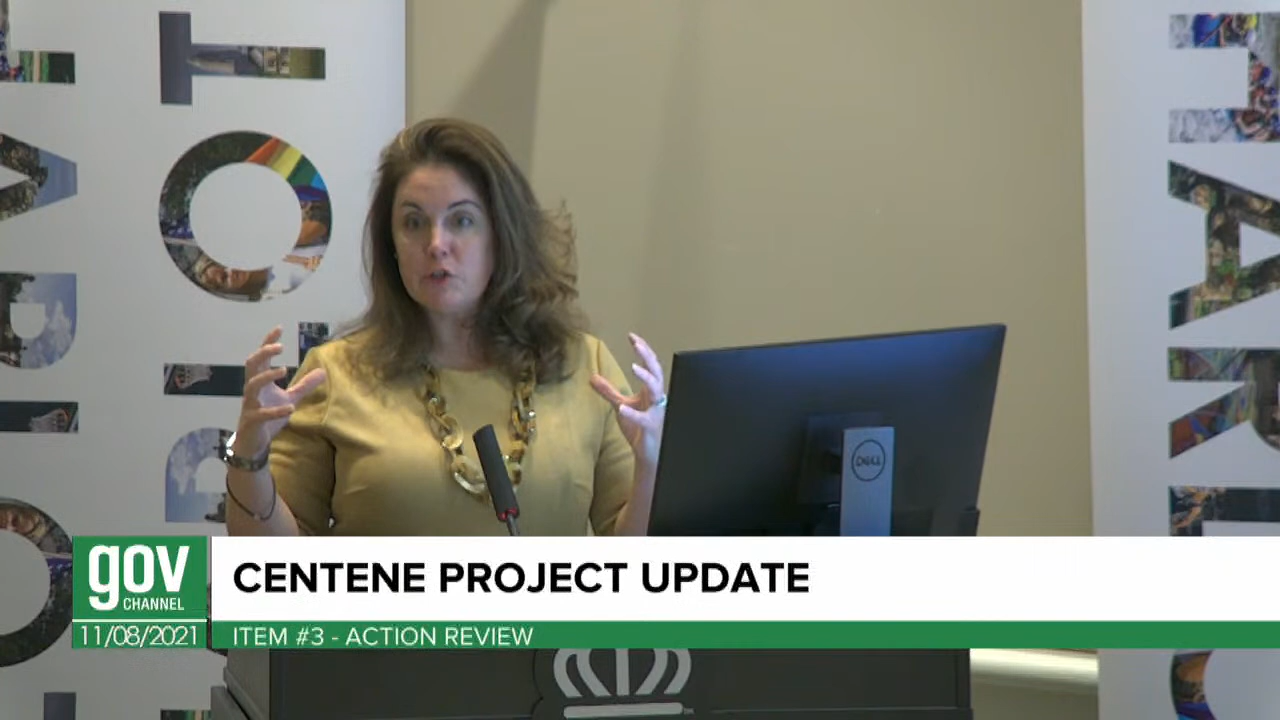 CENTENE PROJECT UPDATE
gov
CHANNEL
11/08/2021
ITEM #3 - ACTION REVIEW
DELL